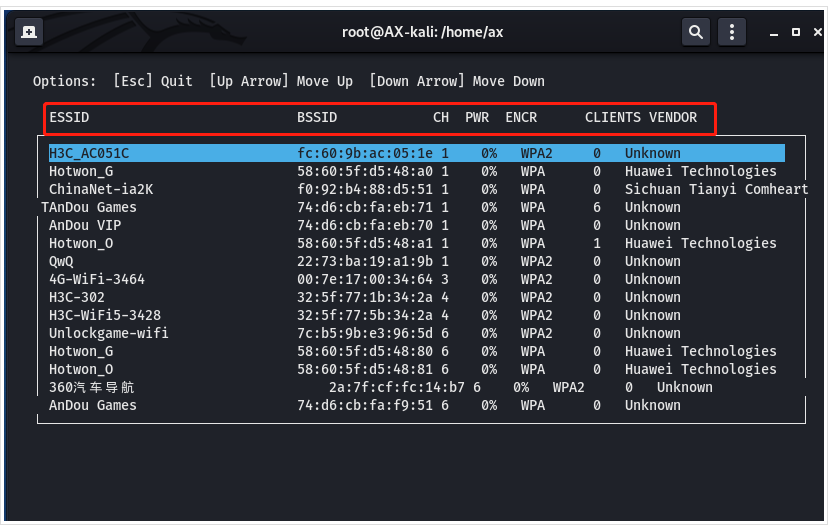 root@AX-kali: /home/ax
Options: [Esc] Quit [Up Arrow] Move Up [Down Arrow] Move Down
ESSID BSSID CH PWR ENCR CLIENTS VENDOR
H3C_AC051C fc:60:9b:ac:05:1e 1 0% WPA2 0 Unknown
Hotwon_G 58:60:5f:d5:48:a0 1 0% WPA 0 Huawei Technologies
ChinaNet-ia2K f0:92:b4:88:d5:51 1 0% WPA 0 Sichuan Tianyi Comheart
TAnDou Games 74:d6:cb:fa:eb:71 1 0% WPA 6 Unknown
AnDou VIP 74:d6:cb:fa:eb:70 1 0% WPA 0 Unknown
Hotwon_O 58:60:5f:d5:48:a1 1 0% WPA 1 Huawei Technologies
QwQ 22:73:ba:19:a1:9b 1 0% WPA2 0 Unknown
4G-WiFi-3464 00:7e:17:00:34:64 3 0% WPA2 0 Unknown
H3C-302 32:5f:77:1b:34:2a 4 0% WPA2 0 Unknown
H3C-WiFi5-3428 32:5f:77:5b:34:2a 4 0% WPA2 0 Unknown
Unlockgame-wifi 7c:b5:9b:e3:96:5d 6 0% WPA2 0 Unknown
Hotwon_G 58:60:5f:d5:48:80 6 0% WPA 0 Huawei Technologies
Hotwon_O 58:60:5f:d5:48:81 6 0% WPA 0 Huawei Technologies
360汽车导航 2a:7f:cf:fc:14:b7 6 0% WPA2 0 Unknown
AnDou Games 74:d6:cb:fa:f9:51 6 0% WPA 0 Unknown